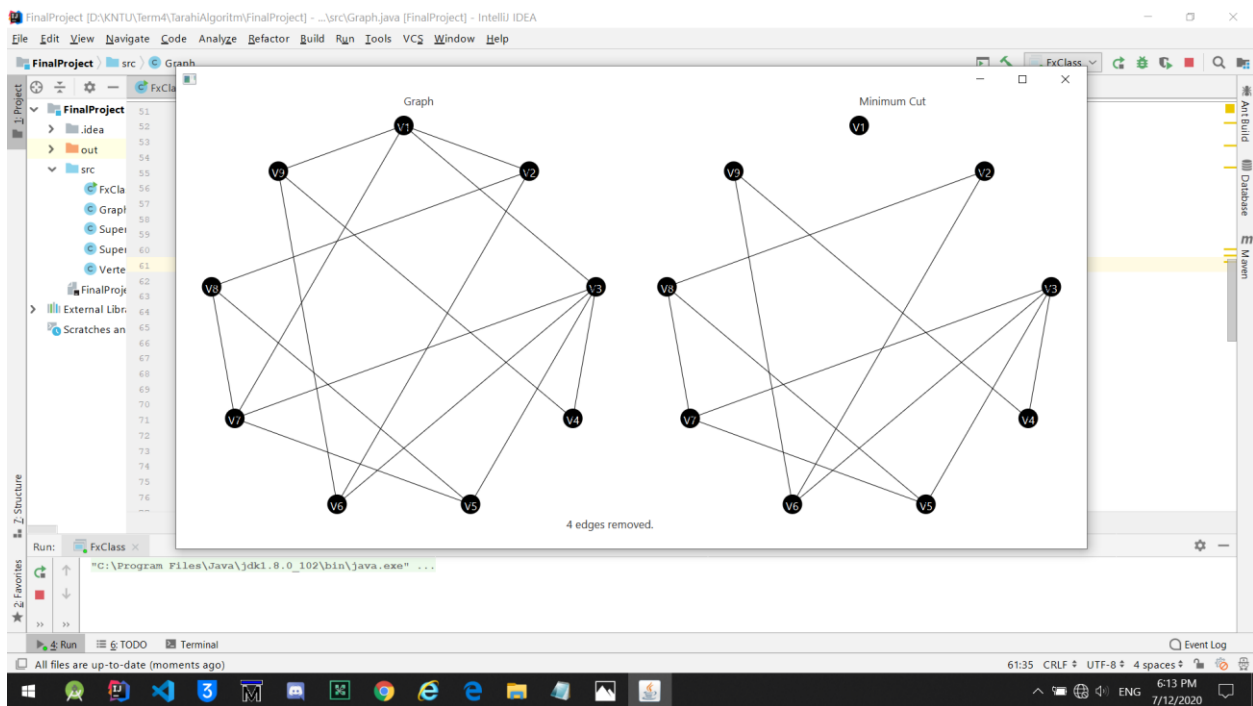 FinalProject [D:\KNTU\Term4\TarahiAlgoritm\FinalProject] - ...\src\Graph.java [FinalProject] - IntelliJ IDEA
File Edit View Navigate Code Analyze Refactor Build Run Tools VCS Window Help
FinalProject src Graph FxClass
1: Project
FxCla
FinalProject
.idea
out
src
FxCla
Graph
Super
Super
Verte
FinalProje
External Libra
Scratches an
51
52
53
54
55
56
57
58
59
60
61
62
63
64
65
66
67
68
69
70
71
72
73
74
75
76
Graph
V1
V9
V2
V8
V3
V7
V4
V6
V5
Minimum Cut
V1
V9
V2
V8
V3
V7
V4
V6
V5
4 edges removed.
Ant Build
Database
m Maven
Z: Structure
2: Favorites
Run: FxClass
"C:\Program Files\Java\jdk1.8.0_102\bin\java.exe" ...
4: Run 6: TODO Terminal Event Log
All files are up-to-date (moments ago) 61:35 CRLF UTF-8 4 spaces
3 ENG 6:13 PM
7/12/2020